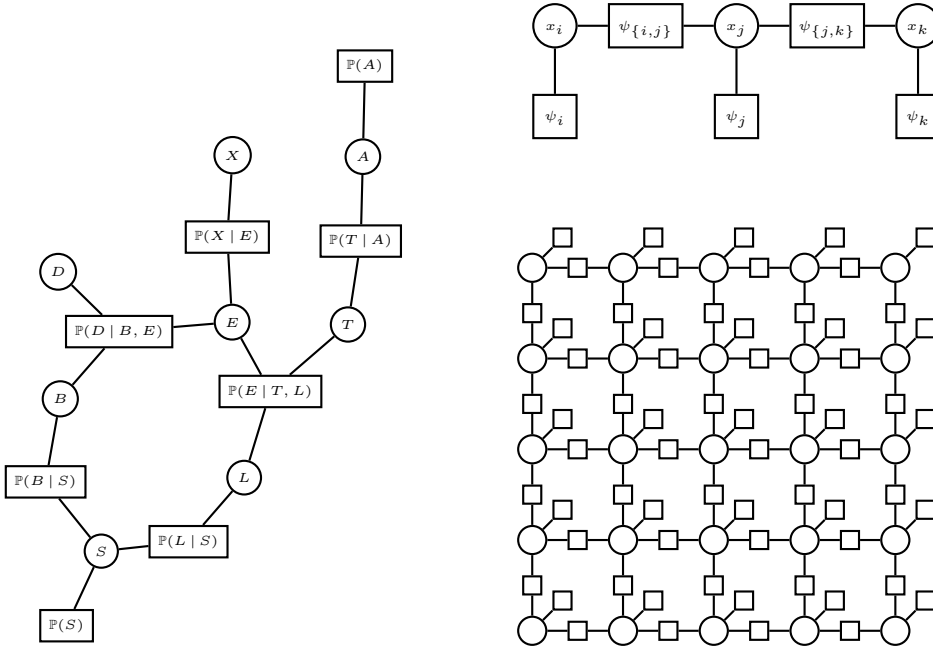 ℙ(A)
X
A
ℙ(X | E)
ℙ(T | A)
D
ℙ(D | B, E)
E
T
B
ℙ(E | T, L)
ℙ(B | S)
L
S
ℙ(L | S)
ℙ(S)
x_i ψ_{i,j} x_j ψ_{j,k} x_k
ψ_i ψ_j ψ_k